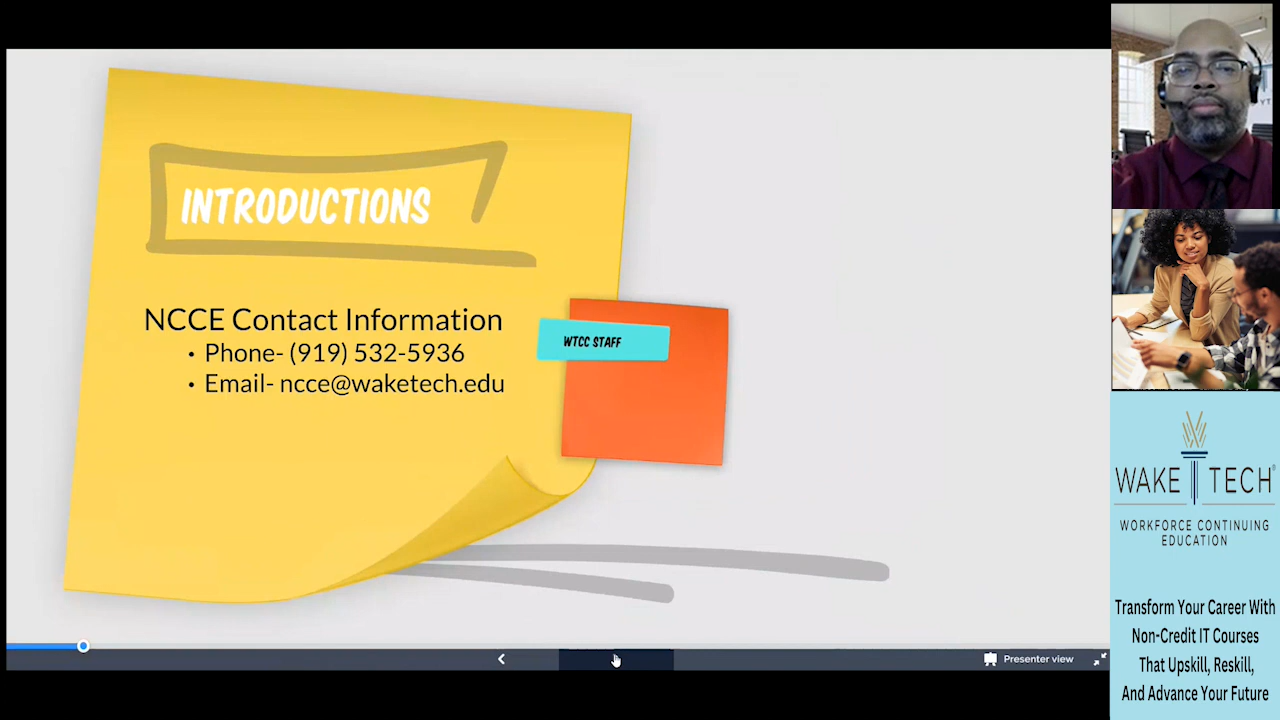 INTRODUCTIONS
NCCE Contact Information
• Phone- (919) 532-5936
• Email- ncce@waketech.edu
WTCC STAFF
Presenter view
WAKE TECH®
WORKFORCE CONTINUING
EDUCATION
Transform Your Career With
Non-Credit IT Courses
That Upskill, Reskill,
And Advance Your Future